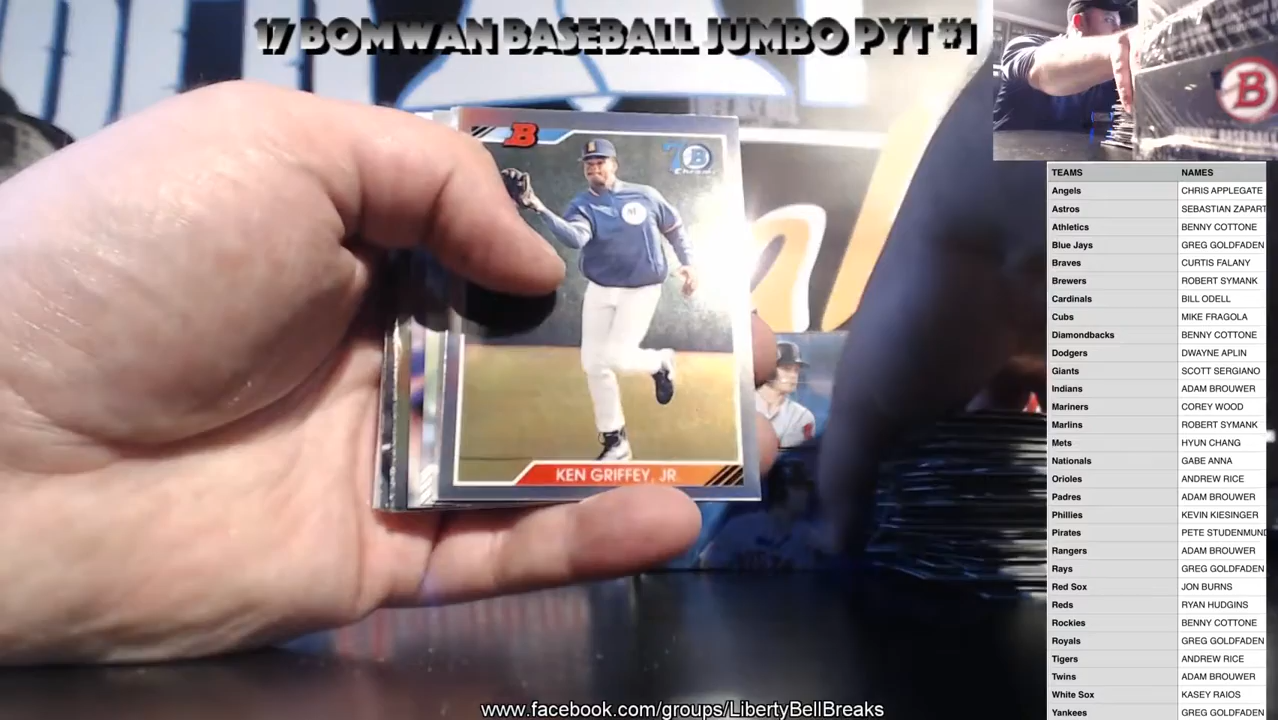 17 BOMWAN BASEBALL JUMBO PYT #1
B
7 B
Chrome
M
KEN GRIFFEY, JR.
B
TEAMS NAMES
Angels CHRIS APPLEGATE
Astros SEBASTIAN ZAPART
Athletics BENNY COTTONE
Blue Jays GREG GOLDFADEN
Braves CURTIS FALANY
Brewers ROBERT SYMANK
Cardinals BILL ODELL
Cubs MIKE FRAGOLA
Diamondbacks BENNY COTTONE
Dodgers DWAYNE APLIN
Giants SCOTT SERGIANO
Indians ADAM BROUWER
Mariners COREY WOOD
Marlins ROBERT SYMANK
Mets HYUN CHANG
Nationals GABE ANNA
Orioles ANDREW RICE
Padres ADAM BROUWER
Phillies KEVIN KIESINGER
Pirates PETE STUDENMUND
Rangers ADAM BROUWER
Rays GREG GOLDFADEN
Red Sox JON BURNS
Reds RYAN HUDGINS
Rockies BENNY COTTONE
Royals GREG GOLDFADEN
Tigers ANDREW RICE
Twins ADAM BROUWER
White Sox KASEY RAIOS
Yankees GREG GOLDFADEN
www.facebook.com/groups/LibertyBellBreaks